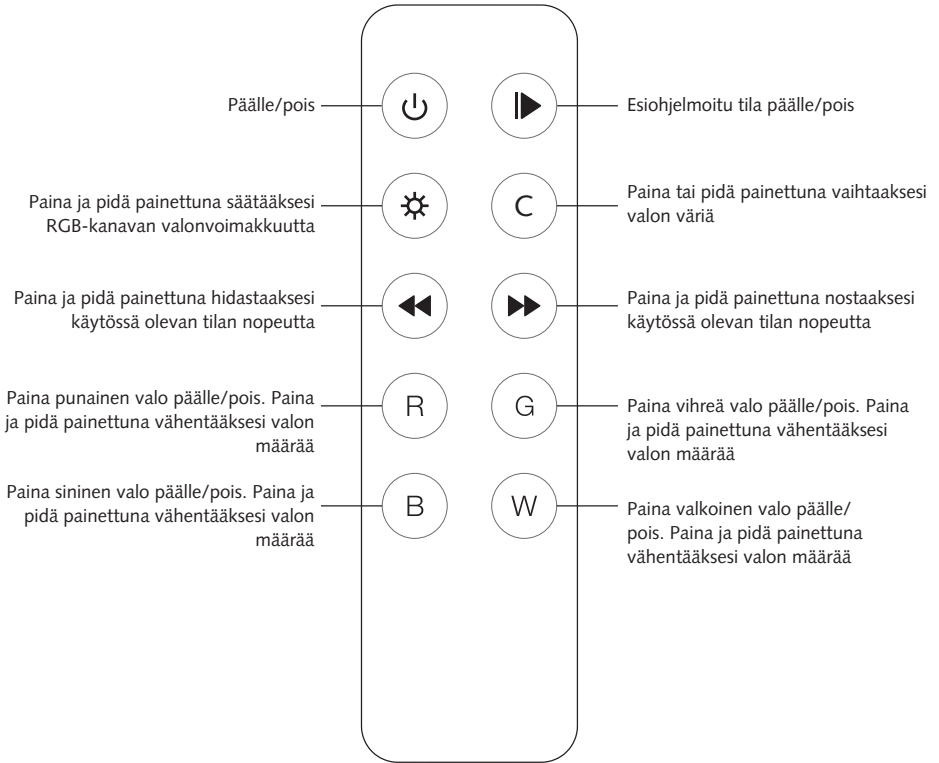 Päälle/pois
Esiohjelmoitu tila päälle/pois
Paina ja pidä painettuna säätääksesi
RGB-kanavan valonvoimakkuutta
C
Paina tai pidä painettuna vaihtaaksesi
valon väriä
Paina ja pidä painettuna hidastaaksesi
käytössä olevan tilan nopeutta
Paina ja pidä painettuna nostaaksesi
käytössä olevan tilan nopeutta
Paina punainen valo päälle/pois. Paina
ja pidä painettuna vähentääksesi valon
määrää
R
G
Paina vihreä valo päälle/pois. Paina
ja pidä painettuna vähentääksesi
valon määrää
Paina sininen valo päälle/pois. Paina ja
pidä painettuna vähentääksesi valon
määrää
B
W
Paina valkoinen valo päälle/
pois. Paina ja pidä painettuna
vähentääksesi valon määrää